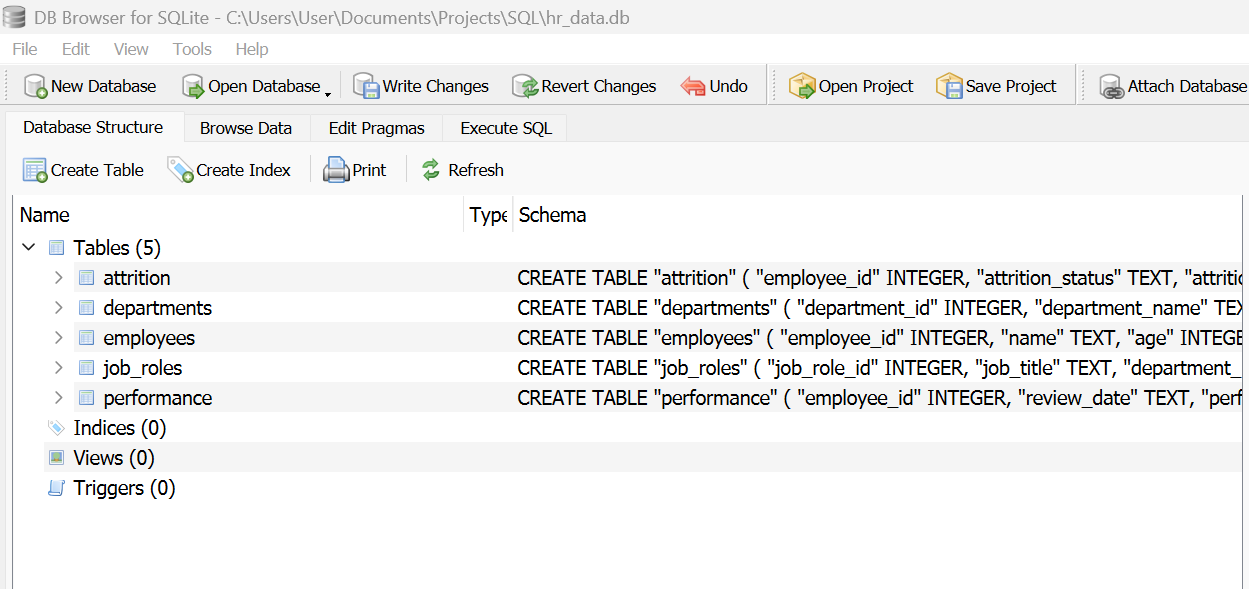 DB Browser for SQLite - C:\Users\User\Documents\Projects\SQL\hr_data.db
File Edit View Tools Help
New Database Open Database Write Changes Revert Changes Undo Open Project Save Project Attach Database
Database Structure Browse Data Edit Pragmas Execute SQL
Create Table Create Index Print Refresh
Name Type Schema
Tables (5)
attrition CREATE TABLE "attrition" ( "employee_id" INTEGER, "attrition_status" TEXT,
departments CREATE TABLE "departments" ( "department_id" INTEGER, "department_name"
employees CREATE TABLE "employees" ( "employee_id" INTEGER, "name" TEXT, "age"
job_roles CREATE TABLE "job_roles" ( "job_role_id" INTEGER, "job_title" TEXT, "department_
performance CREATE TABLE "performance" ( "employee_id" INTEGER, "review_date" TEXT,
Indices (0)
Views (0)
Triggers (0)